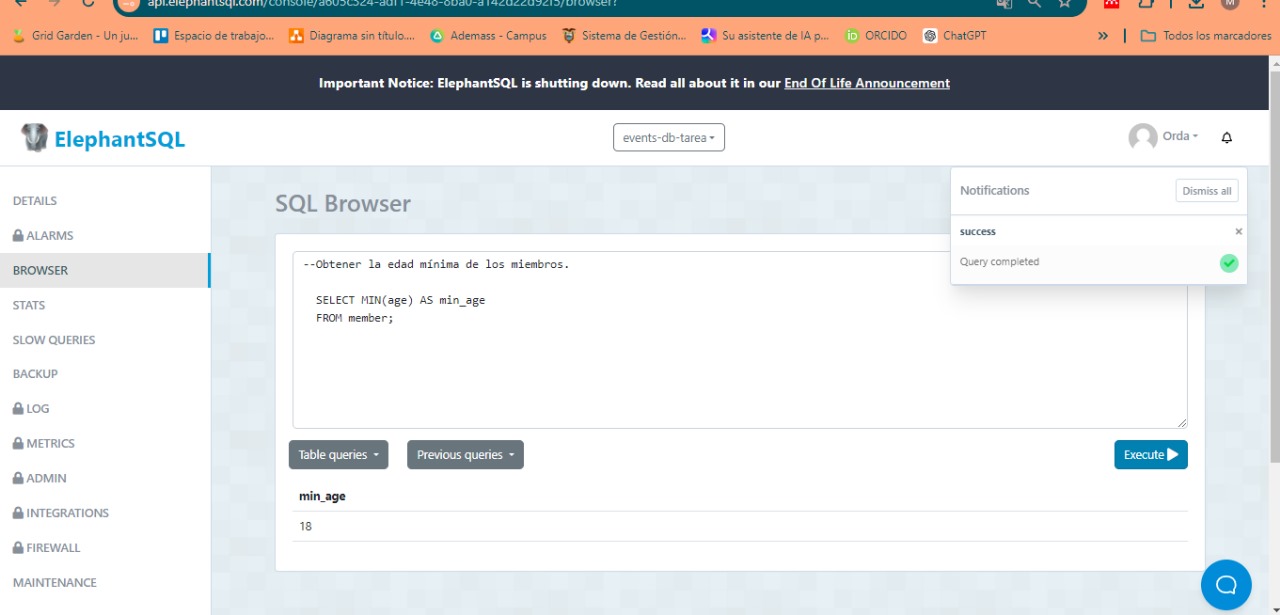 api.elephantsql.com/console/a605c324-adf1-4e48-8ba0-a142d22d9215/browser?
Grid Garden - Un ju... Espacio de trabajo... Diagrama sin título.... Ademass - Campus Sistema de Gestión... Su asistente de IA p... ORCIDO ChatGPT » Todos los marcadores
Important Notice: ElephantSQL is shutting down. Read all about it in our End Of Life Announcement
ElephantSQL
events-db-tarea
Orda
DETAILS
ALARMS
BROWSER
STATS
SLOW QUERIES
BACKUP
LOG
METRICS
ADMIN
INTEGRATIONS
FIREWALL
MAINTENANCE
SQL Browser
Notifications
Dismiss all
success ×
Query completed
--Obtener la edad mínima de los miembros.
SELECT MIN(age) AS min_age
FROM member;
Table queries
Previous queries
Execute
min_age
18